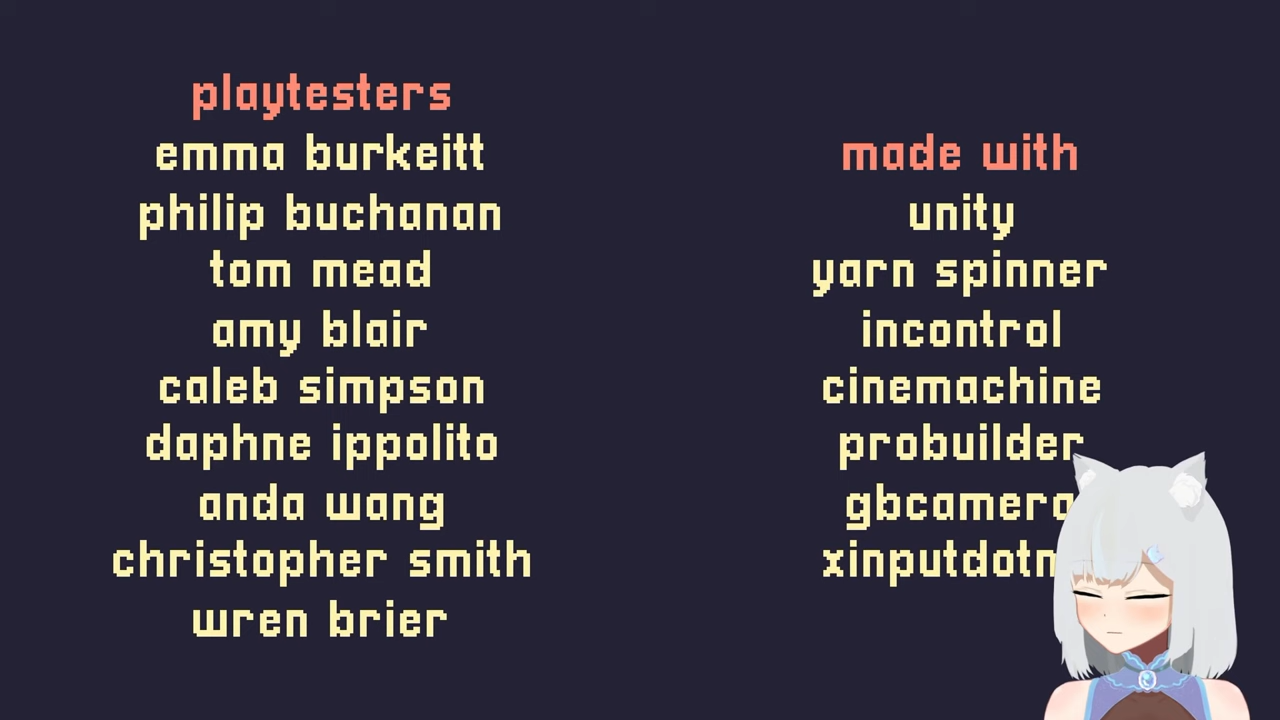 playtesters
emma burkeitt
philip buchanan
tom mead
amy blair
caleb simpson
daphne ippolito
anda wang
christopher smith
wren brier
made with
unity
yarn spinner
incontrol
cinemachine
probuilder
gbcamera